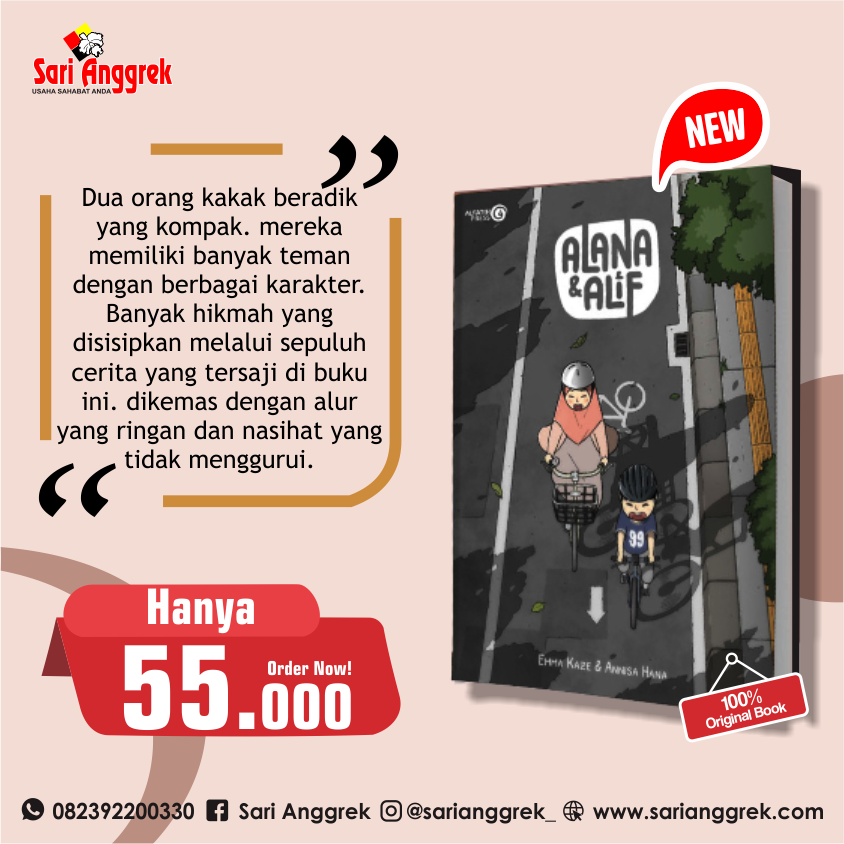 Sari Anggrek
USAHA SAHABAT ANDA
NEW
Dua orang kakak beradik
yang kompak. mereka
memiliki banyak teman
dengan berbagai karakter.
Banyak hikmah yang
disisipkan melalui sepuluh
cerita yang tersaji di buku
ini. dikemas dengan alur
yang ringan dan nasihat yang
tidak menggurui.
ALANA
& ALIF
99
EMMA KAZE & ANNISA HANA
100%
Original Book
Hanya
55.000
Order Now!
082392200330 Sari Anggrek @sarianggrek_ www.sarianggrek.com